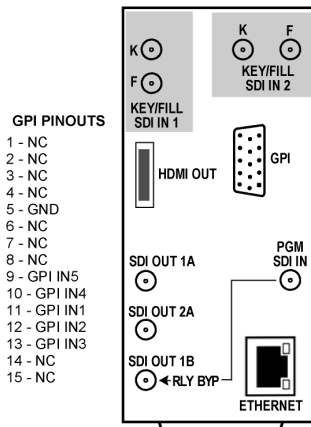 GPI PINOUTS
1 - NC
2 - NC
3 - NC
4 - NC
5 - GND
6 - NC
7 - NC
8 - NC
9 - GPI IN5
10 - GPI IN4
11 - GPI IN1
12 - GPI IN2
13 - GPI IN3
14 - NC
15 - NC
K
F
KEY/FILL
SDI IN 1
K F
KEY/FILL
SDI IN 2
HDMI OUT
GPI
SDI OUT 1A
PGM
SDI IN
SDI OUT 2A
SDI OUT 1B
RLY BYP
ETHERNET